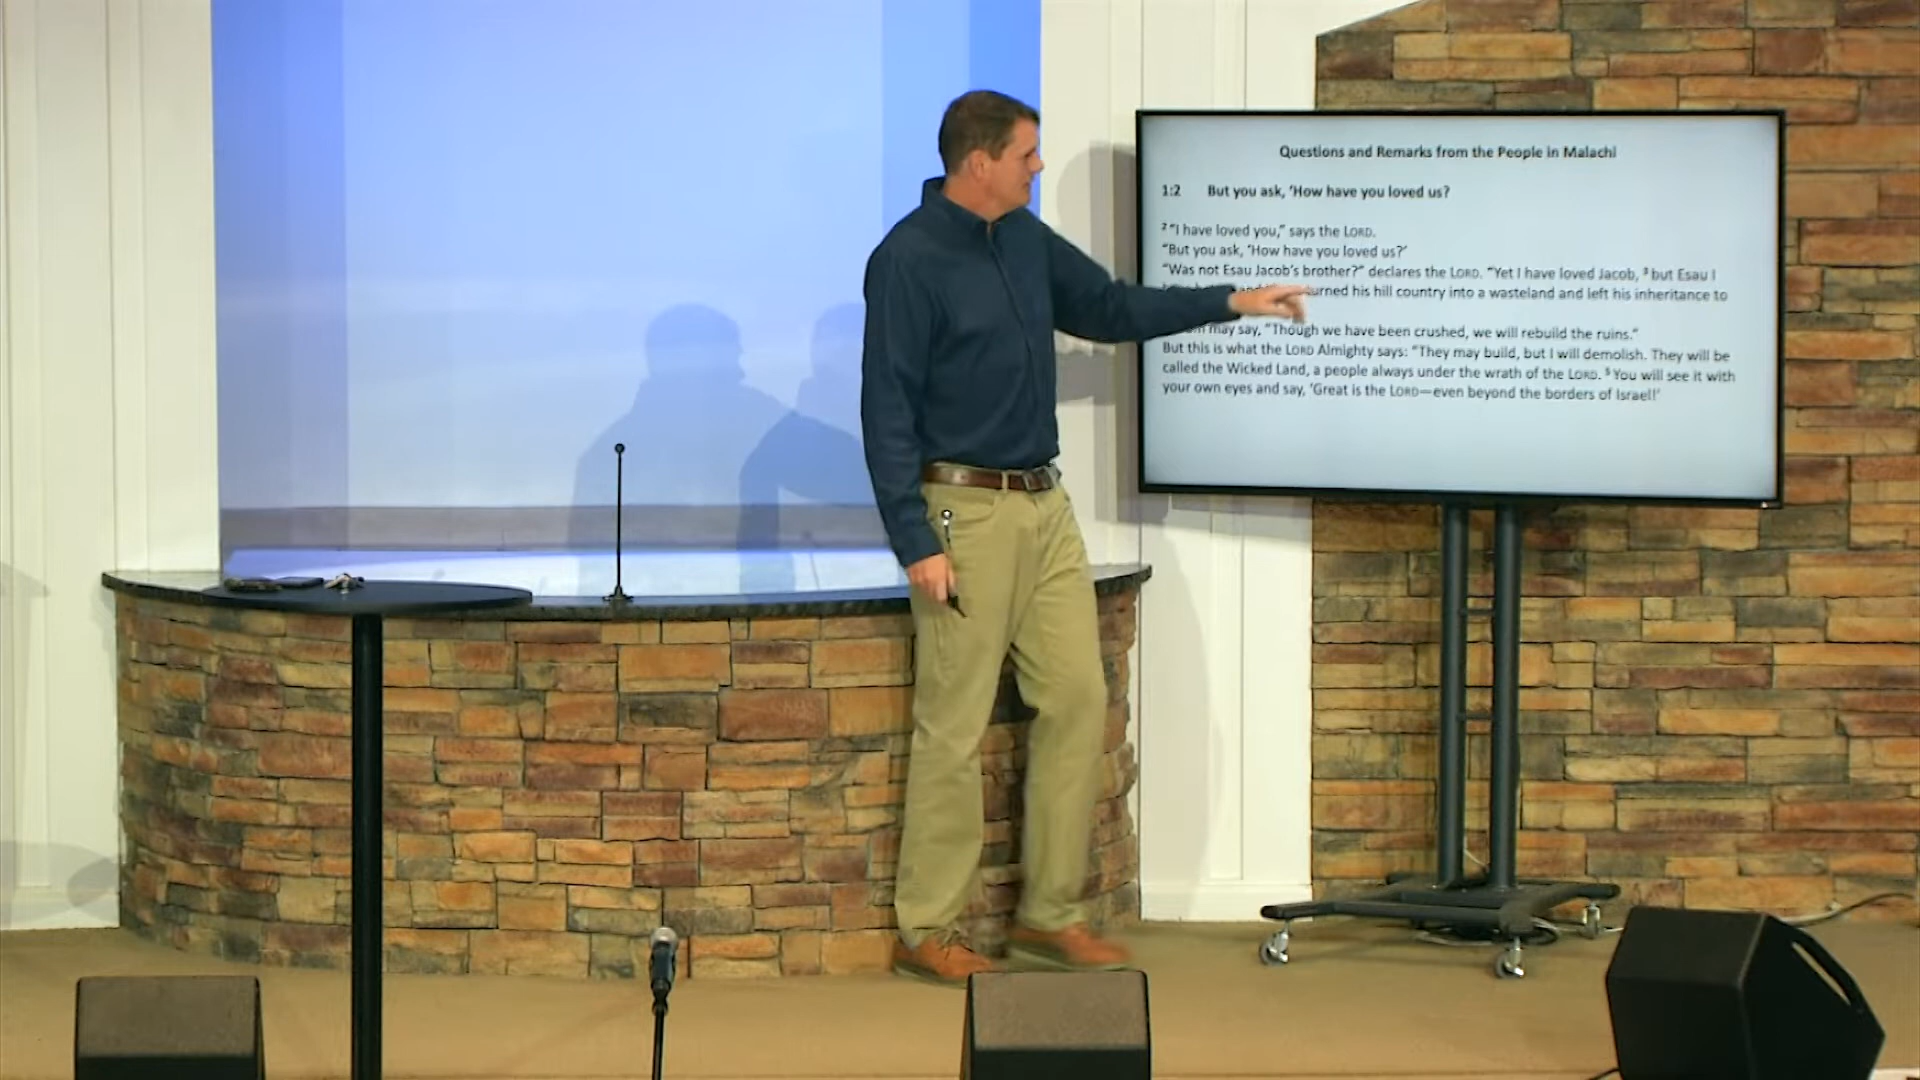 Questions and Remarks from the People in Malachi
1:2 But you ask, ‘How have you loved us?
² “I have loved you,” says the LORD.
“But you ask, ‘How have you loved us?’
“Was not Esau Jacob’s brother?” declares the LORD. “Yet I have loved Jacob, ³ but Esau I
turned his hill country into a wasteland and left his inheritance to
may say, “Though we have been crushed, we will rebuild the ruins.”
But this is what the LORD Almighty says: “They may build, but I will demolish. They will be
called the Wicked Land, a people always under the wrath of the LORD. ⁵ You will see it with
your own eyes and say, ‘Great is the LORD—even beyond the borders of Israel!’